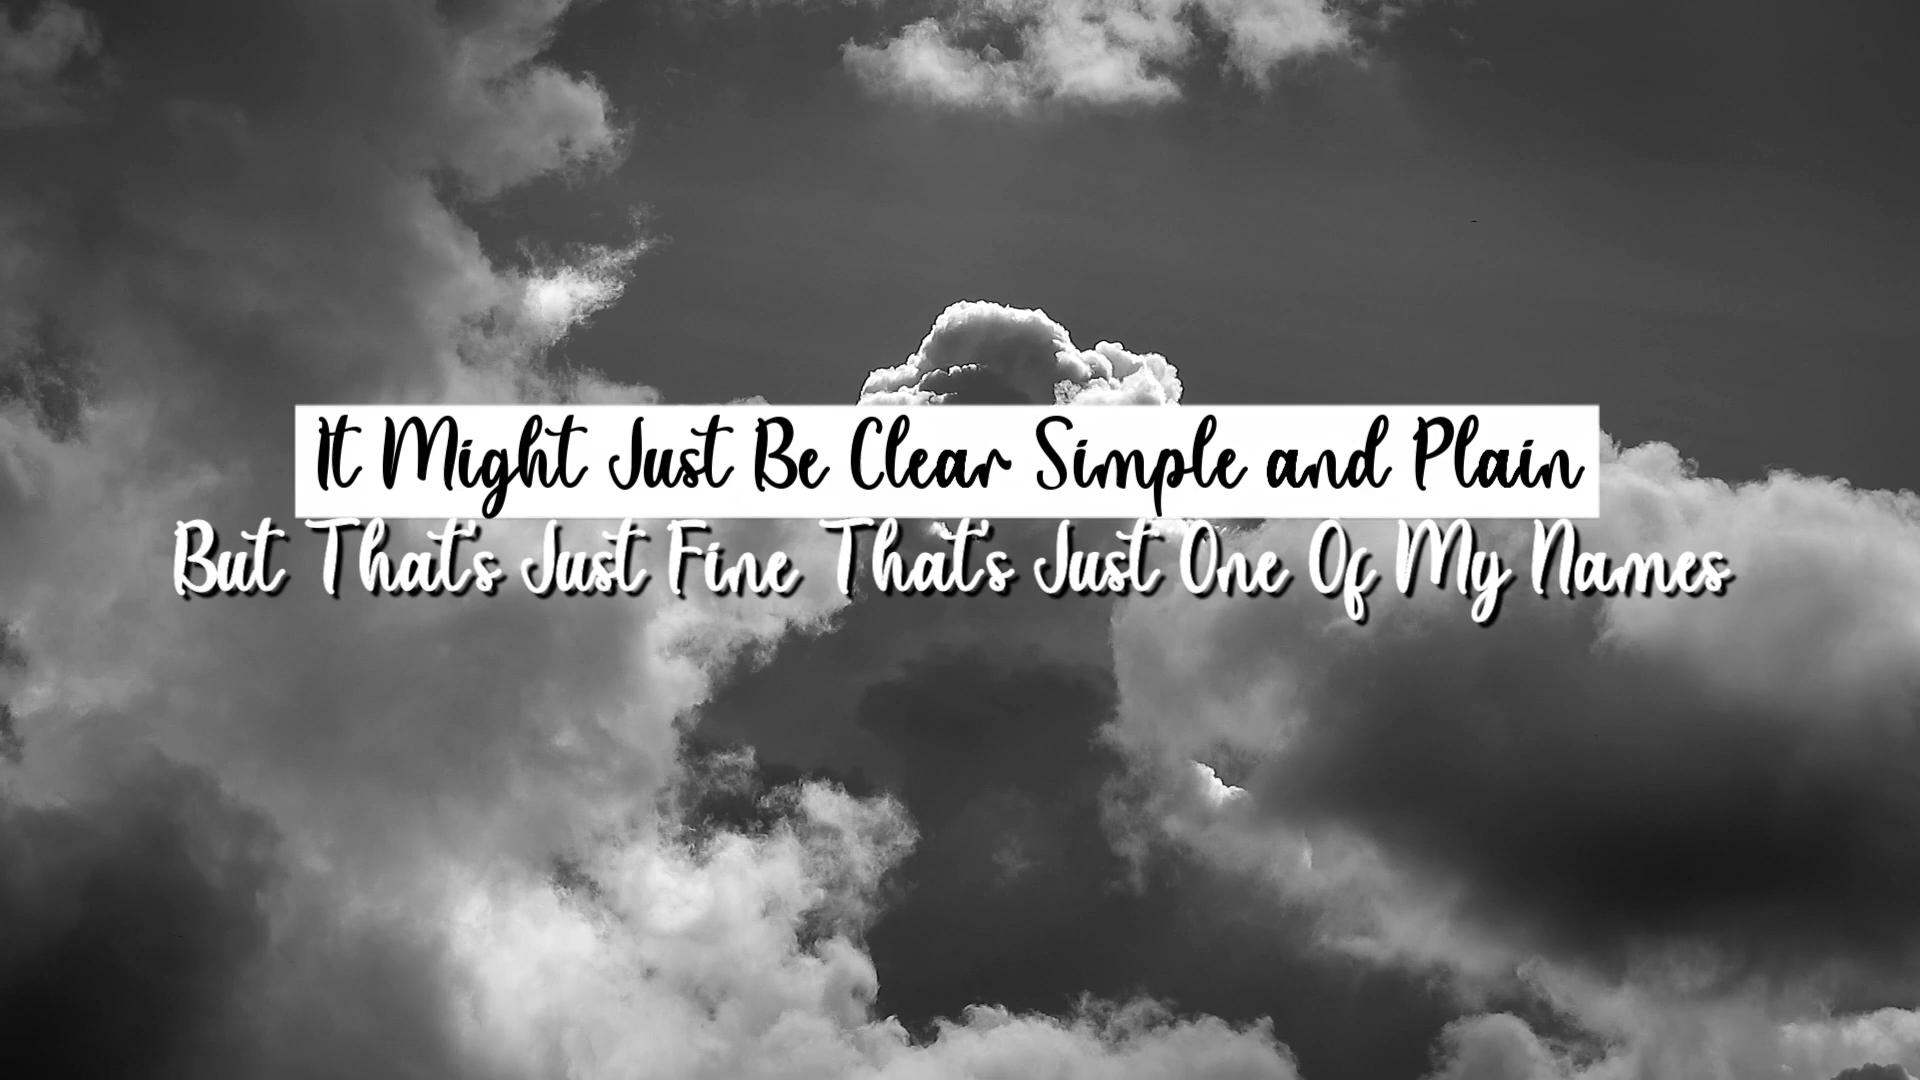 It Might Just Be Clear Simple and Plain
But That's Just Fine That's Just One Of My Names